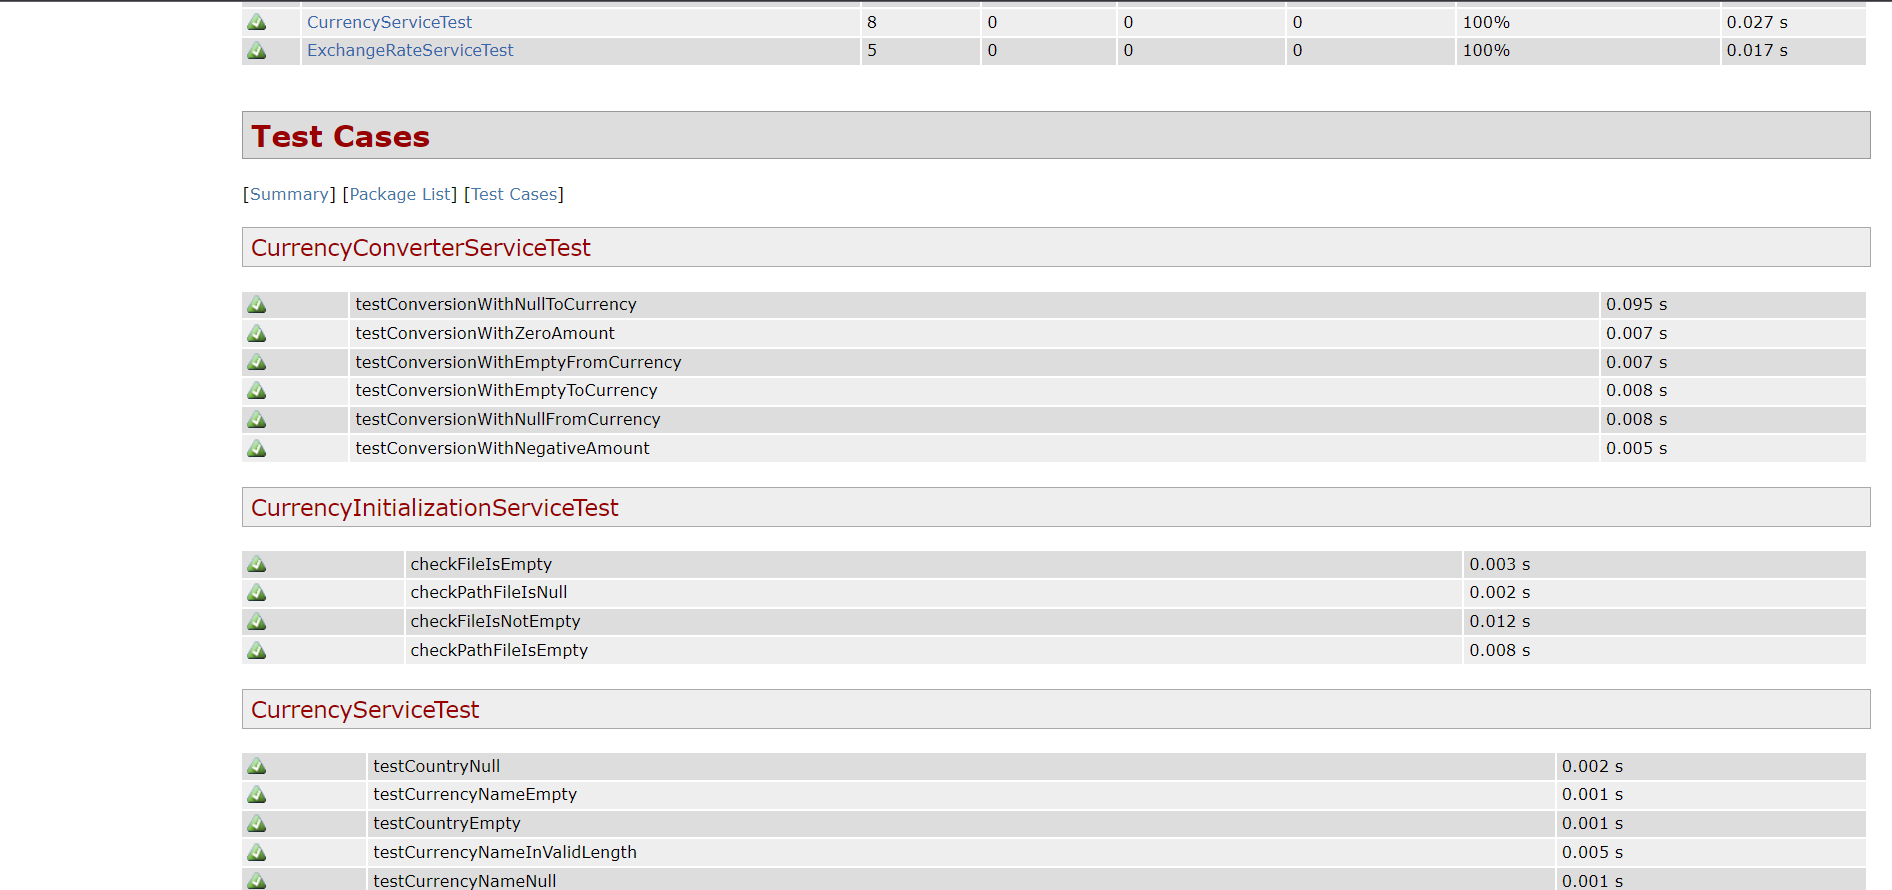 CurrencyServiceTest 8 0 0 0 100% 0.027 s
ExchangeRateServiceTest 5 0 0 0 100% 0.017 s
Test Cases
[Summary] [Package List] [Test Cases]
CurrencyConverterServiceTest
testConversionWithNullToCurrency 0.095 s
testConversionWithZeroAmount 0.007 s
testConversionWithEmptyFromCurrency 0.007 s
testConversionWithEmptyToCurrency 0.008 s
testConversionWithNullFromCurrency 0.008 s
testConversionWithNegativeAmount 0.005 s
CurrencyInitializationServiceTest
checkFileIsEmpty 0.003 s
checkPathFileIsNull 0.002 s
checkFileIsNotEmpty 0.012 s
checkPathFileIsEmpty 0.008 s
CurrencyServiceTest
testCountryNull 0.002 s
testCurrencyNameEmpty 0.001 s
testCountryEmpty 0.001 s
testCurrencyNameInValidLength 0.005 s
testCurrencyNameNull 0.001 s